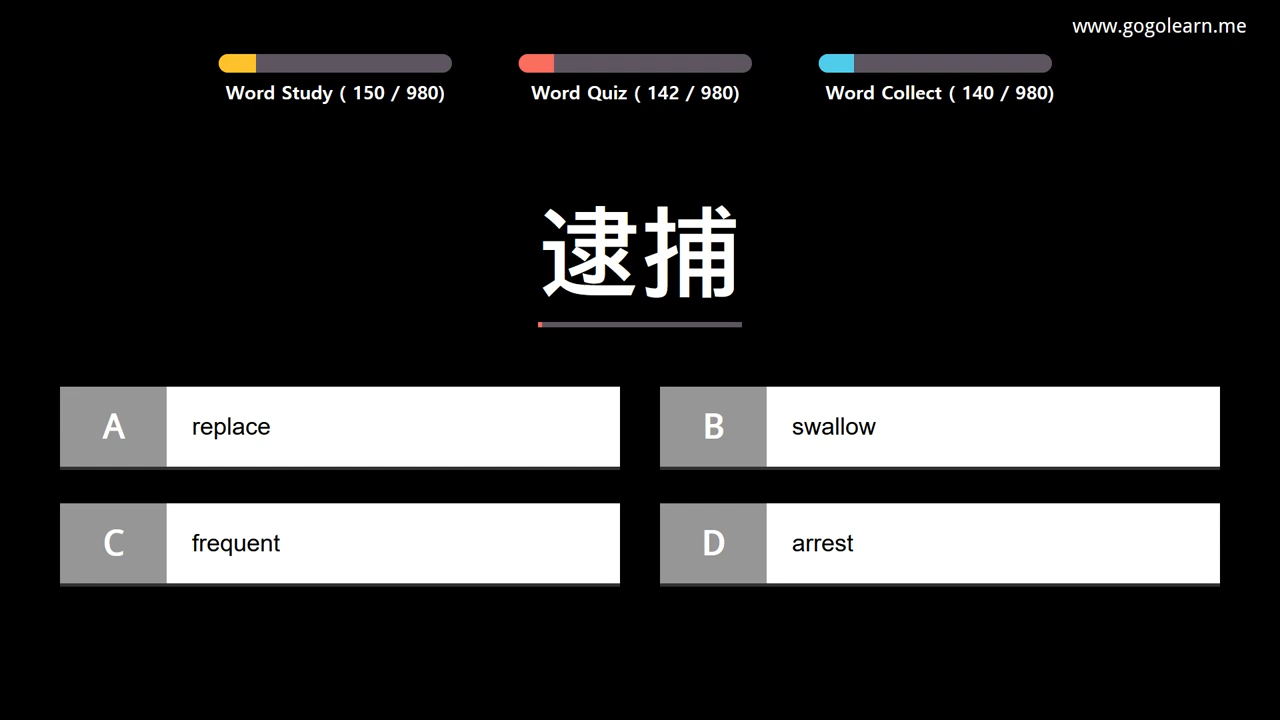 www.gogolearn.me
Word Study ( 150 / 980)
Word Quiz ( 142 / 980)
Word Collect ( 140 / 980)
逮捕
A replace
B swallow
C frequent
D arrest